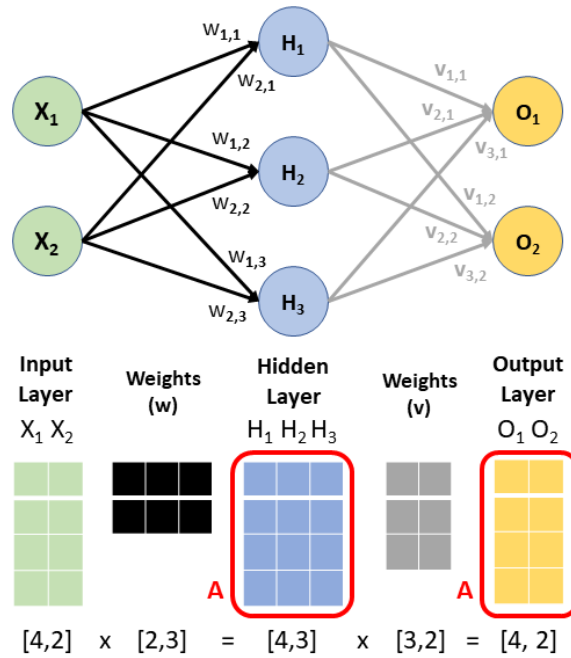 W1,1
H1
W2,1
v1,1
X1
v2,1
O1
W1,2
v3,1
H2
W2,2
v1,2
X2
v2,2
O2
W1,3
v3,2
H3
W2,3
Input Layer
Weights (w)
Hidden Layer
Weights (v)
Output Layer
X1 X2
H1 H2 H3
O1 O2
A
A
[4,2] x [2,3] = [4,3] x [3,2] = [4, 2]